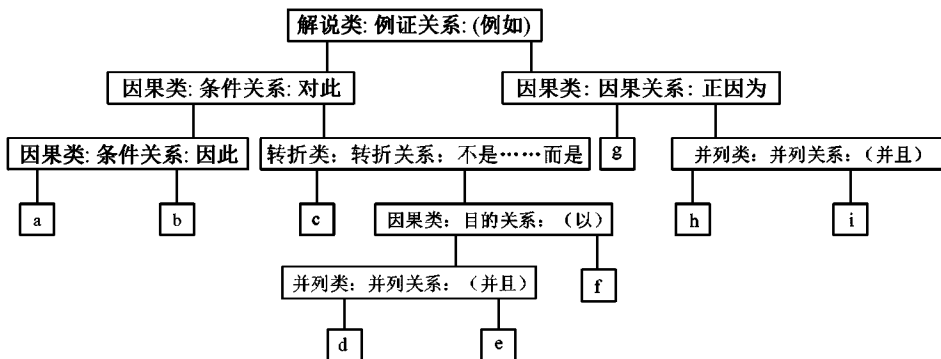 解说类: 例证关系: (例如)
因果类: 条件关系: 对此
因果类: 因果关系: 正因为
因果类: 条件关系: 因此
转折类: 转折关系: 不是……而是
g
并列类: 并列关系: (并且)
a
b
c
因果类: 目的关系: (以)
h
i
并列类: 并列关系: (并且)
f
d
e